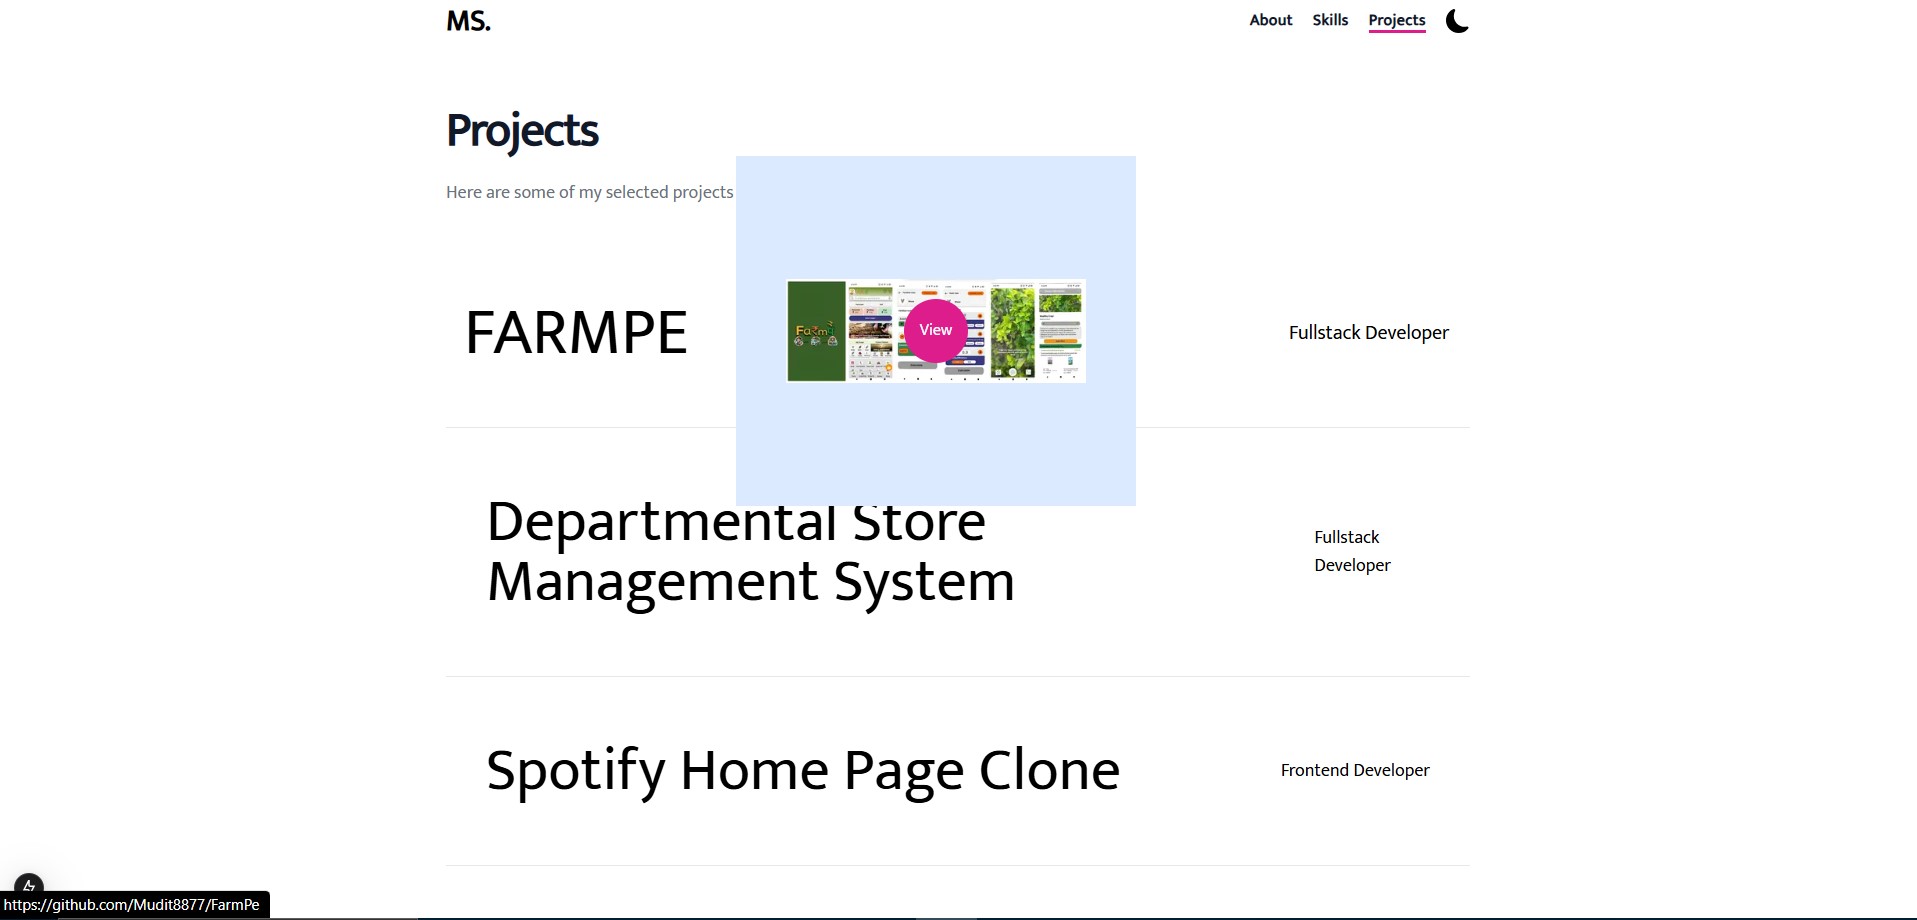 MS.
About Skills Projects
Projects
Here are some of my selected projects
FARMPE
View
Fullstack Developer
Departmental Store
Management System
Fullstack
Developer
Spotify Home Page Clone
Frontend Developer
https://github.com/Mudit8877/FarmPe